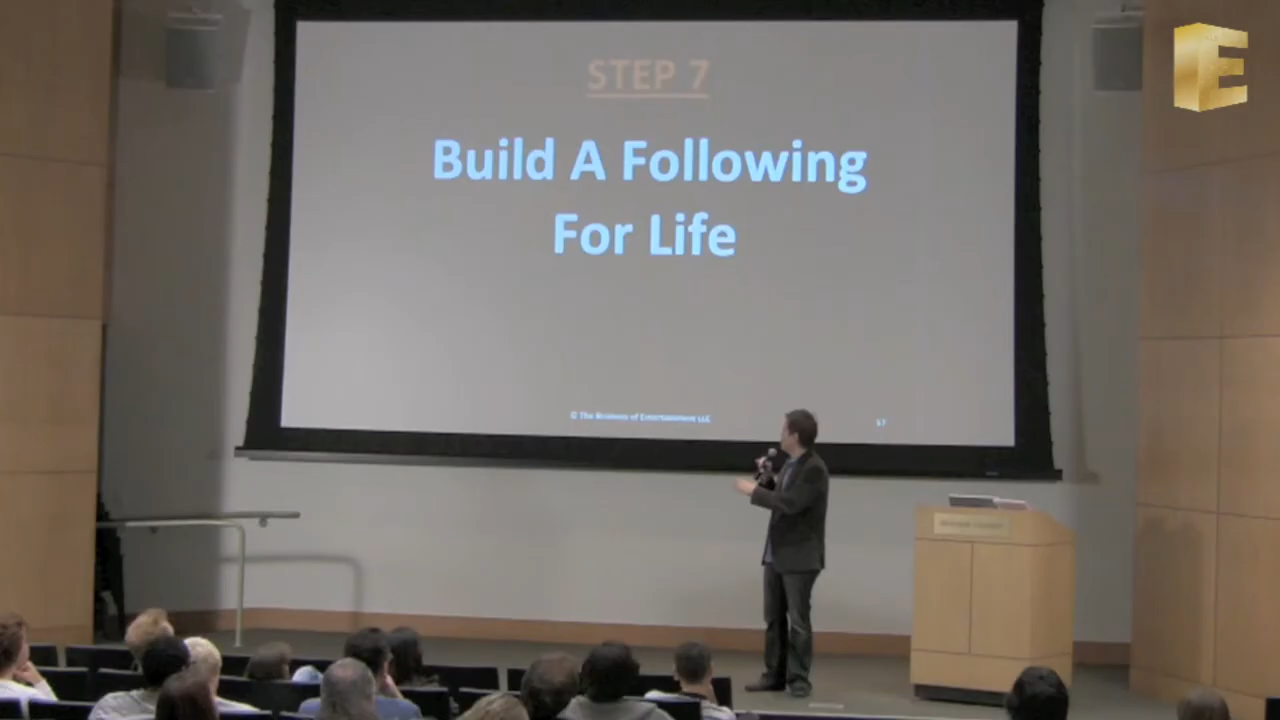 STEP 7
Build A Following
For Life
© The Business of Entertainment LLC
57
E